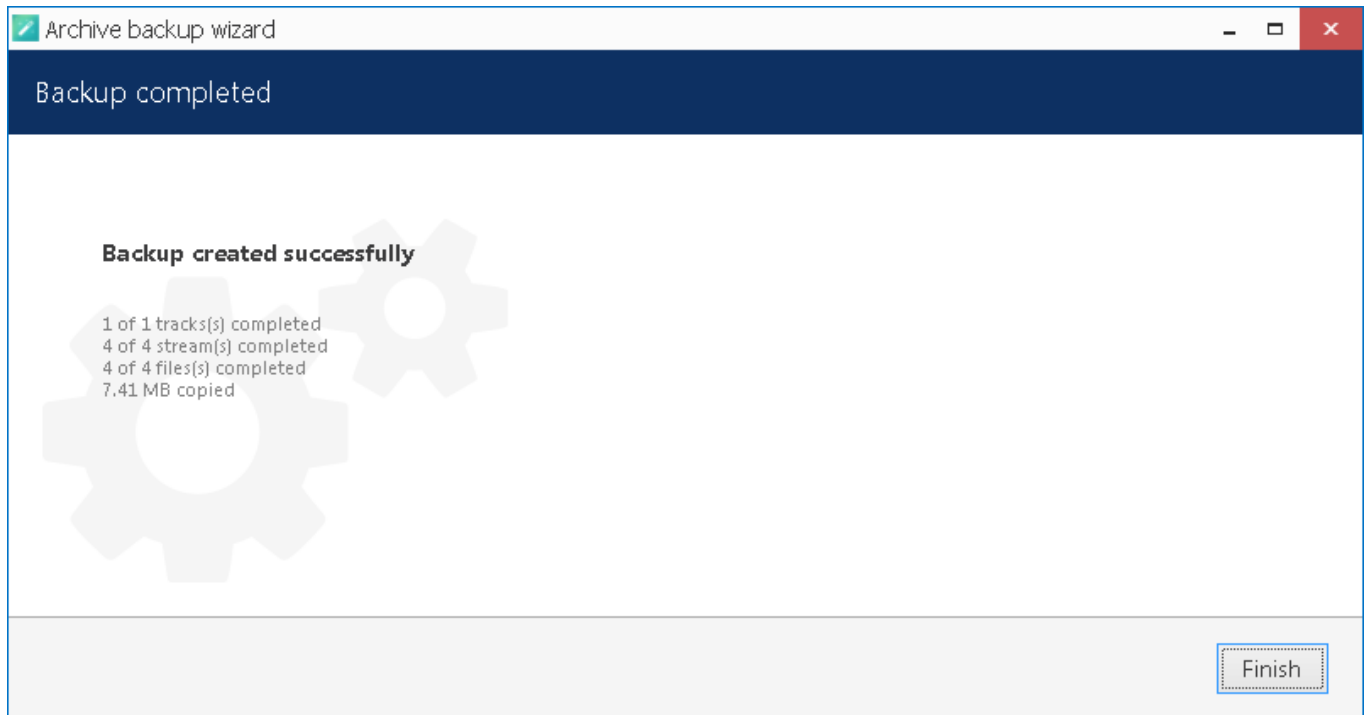 Archive backup wizard
Backup completed
Backup created successfully
1 of 1 tracks(s) completed
4 of 4 stream(s) completed
4 of 4 files(s) completed
7.41 MB copied
Finish